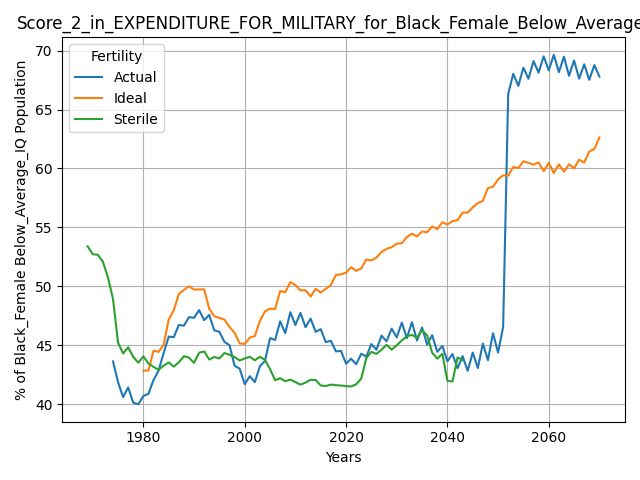 Score_2_in_EXPENDITURE_FOR_MILITARY_for_Black_Female_Below_Average
Fertility
Actual
Ideal
Sterile
% of Black_Female Below_Average_IQ Population
70
65
60
55
50
45
40
1980 2000 2020 2040 2060
Years